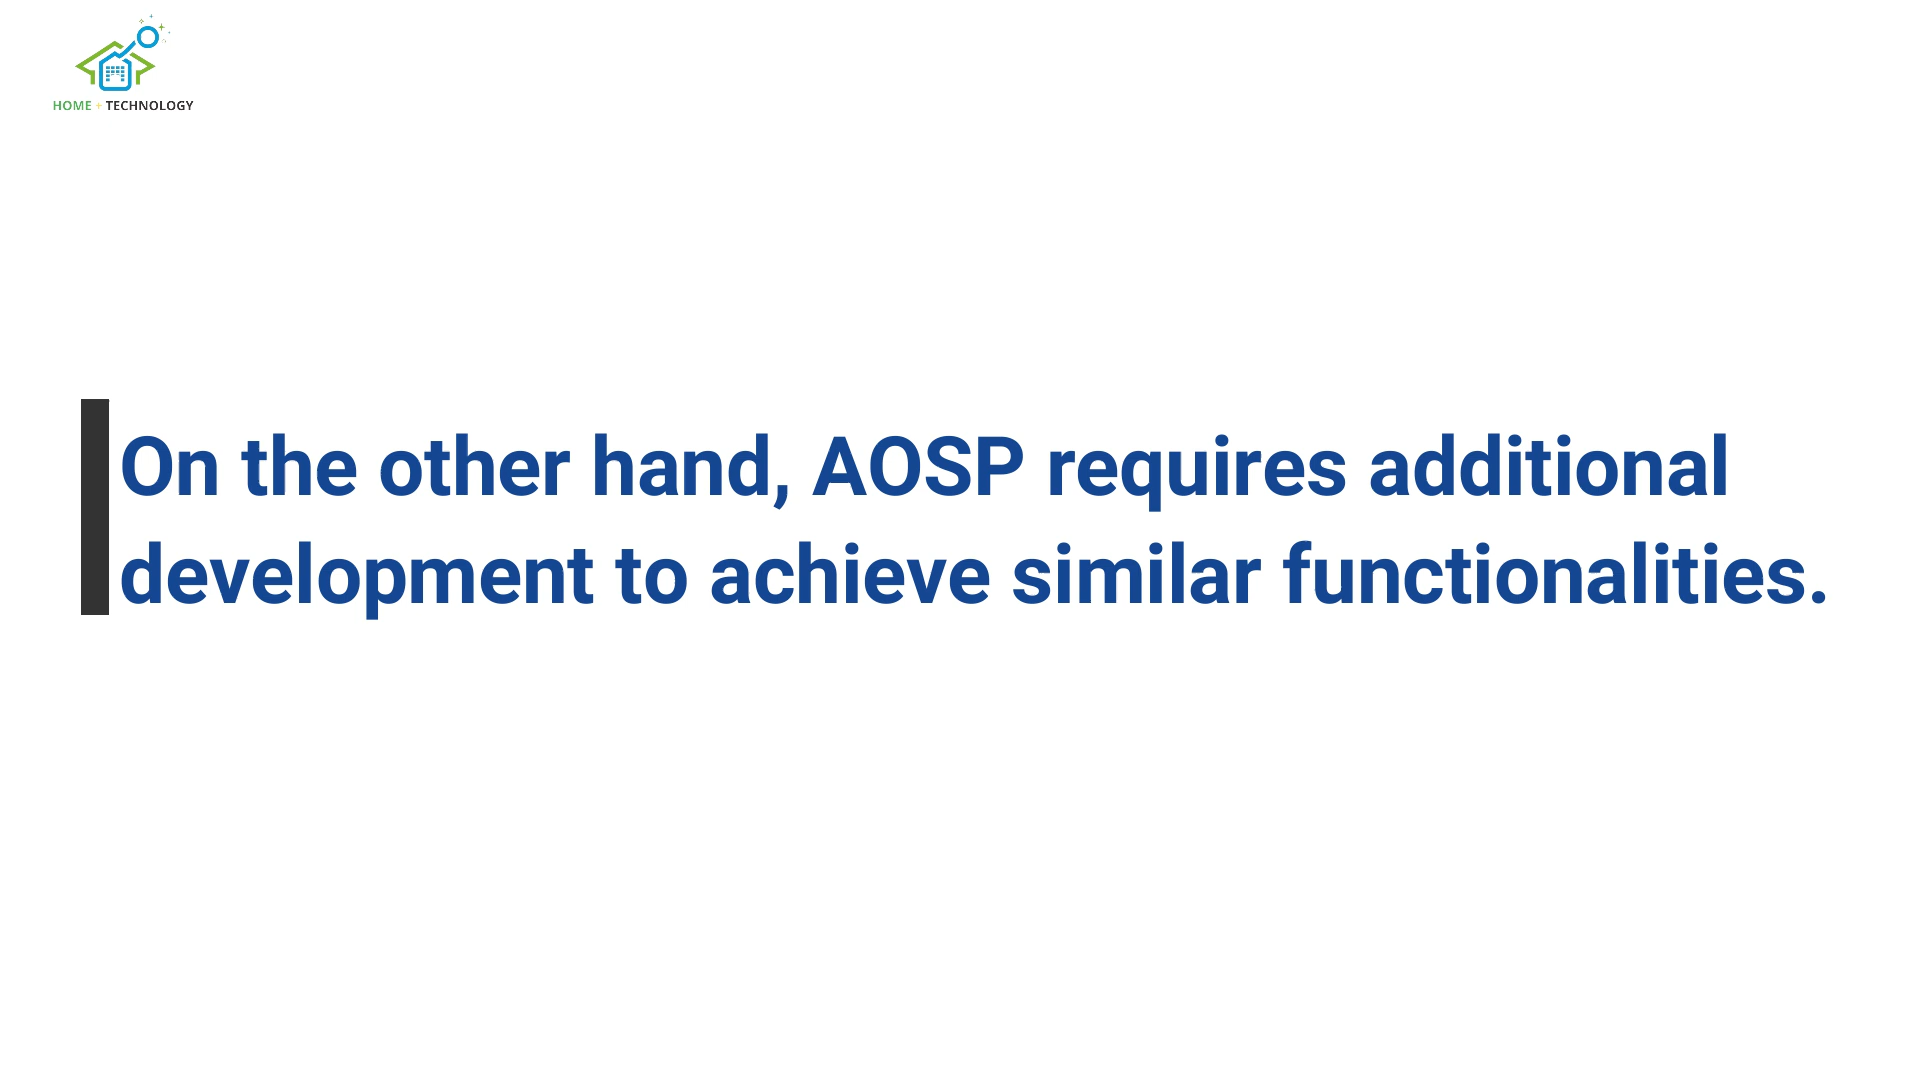 HOME + TECHNOLOGY
On the other hand, AOSP requires additional
development to achieve similar functionalities.